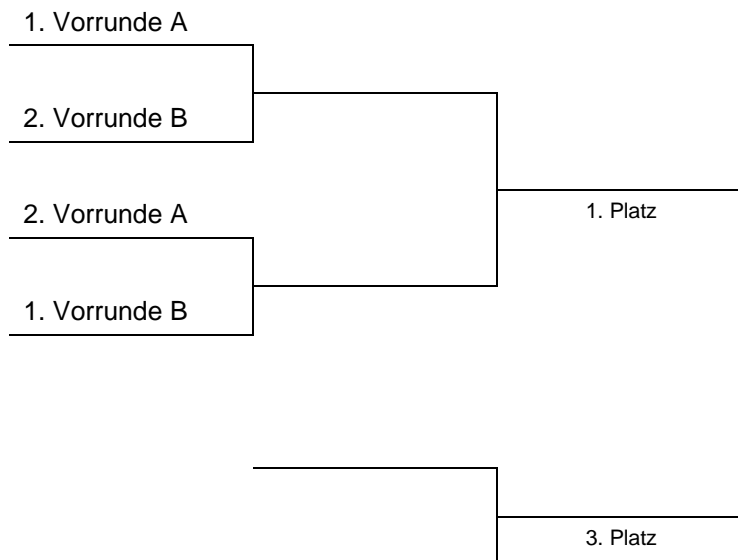 1. Vorrunde A
2. Vorrunde B
2. Vorrunde A
1. Platz
1. Vorrunde B
3. Platz